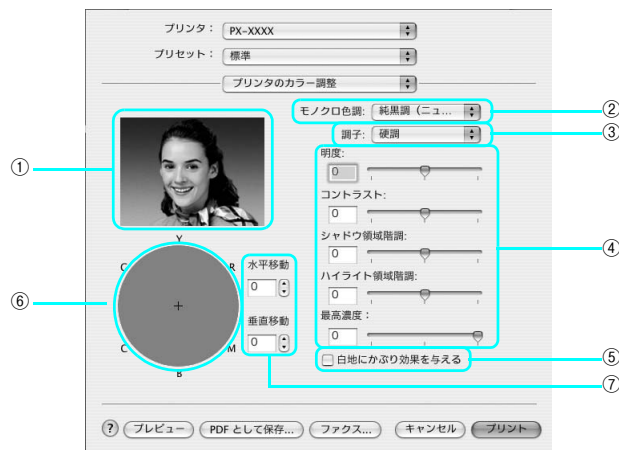 プリンタ： PX-XXXX
プリセット： 標準
プリンタのカラー調整
モノクロ色調: 純黒調（ニュ...
②
調子: 硬調
③
①
明度:
0
コントラスト:
0
シャドウ領域階調:
0
④
ハイライト領域階調:
0
最高濃度：
0
白地にかぶり効果を与える
⑤
Y
G R
C M
B
⑥
水平移動
0
垂直移動
0
⑦
? プレビュー PDF として保存... ファクス... キャンセル プリント